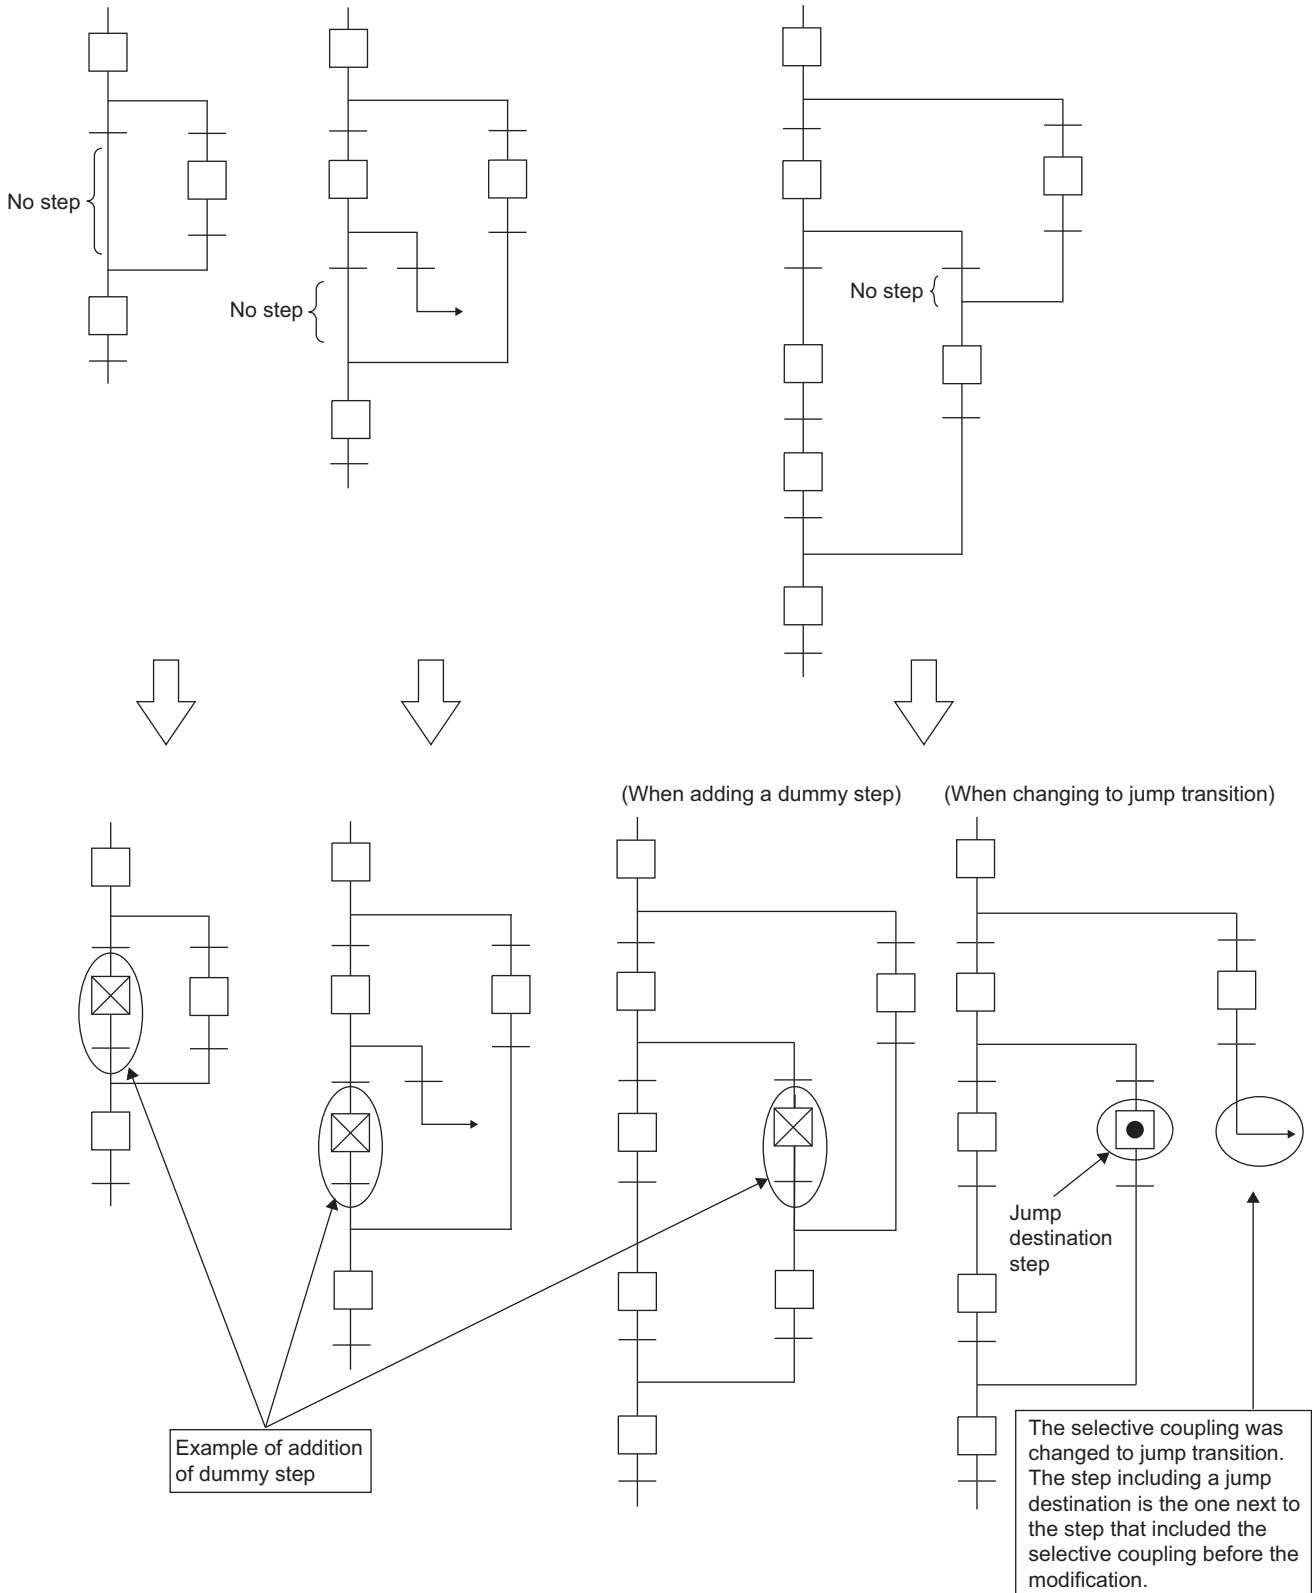 No step
No step
No step
(When adding a dummy step)
(When changing to jump transition)
Jump
destination
step
Example of addition
of dummy step
The selective coupling was
changed to jump transition.
The step including a jump
destination is the one next to
the step that included the
selective coupling before the
modification.